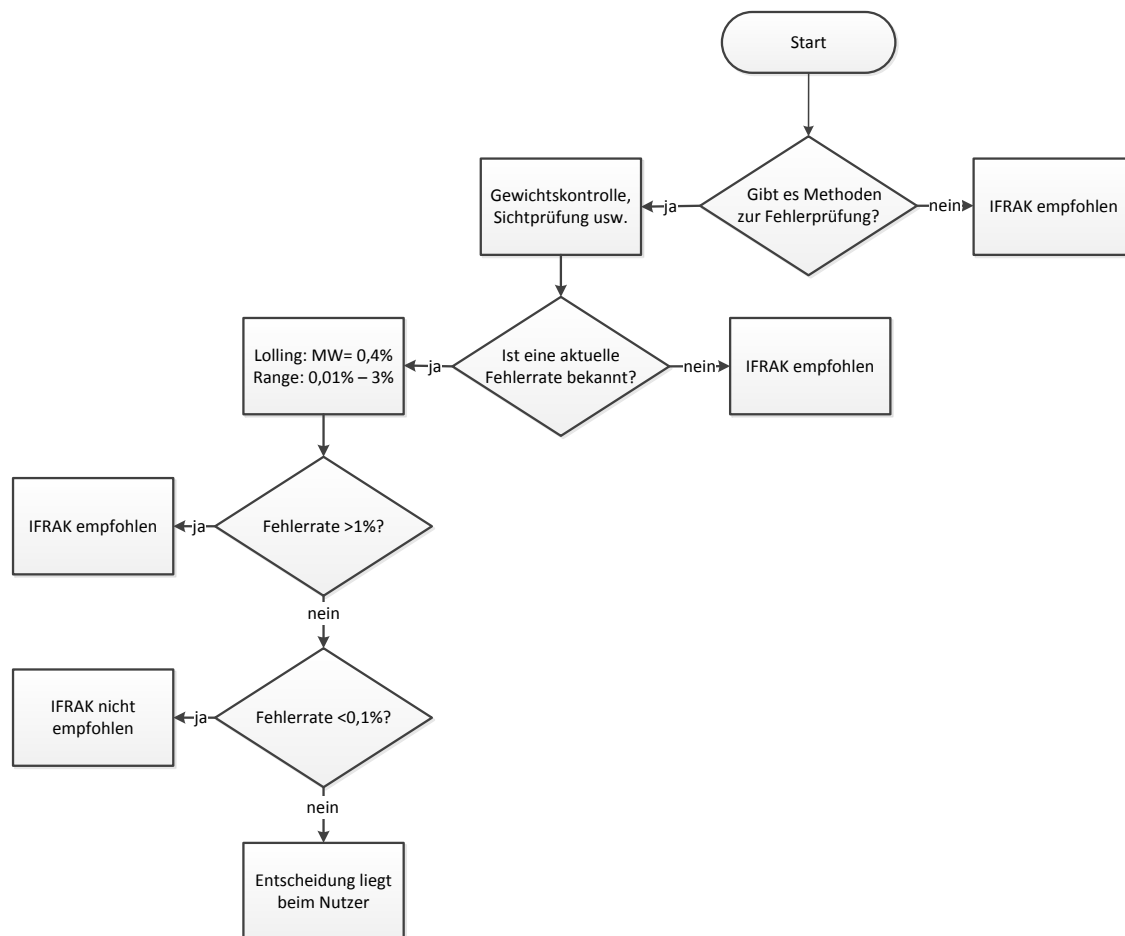 Start
Gibt es Methoden
zur Fehlerprüfung?
ja
nein
Gewichtskontrolle,
Sichtprüfung usw.
IFRAK empfohlen
Ist eine aktuelle
Fehlerrate bekannt?
ja
nein
Lolling: MW= 0,4%
Range: 0,01% – 3%
IFRAK empfohlen
Fehlerrate >1%?
ja
IFRAK empfohlen
nein
Fehlerrate <0,1%?
ja
IFRAK nicht
empfohlen
nein
Entscheidung liegt
beim Nutzer